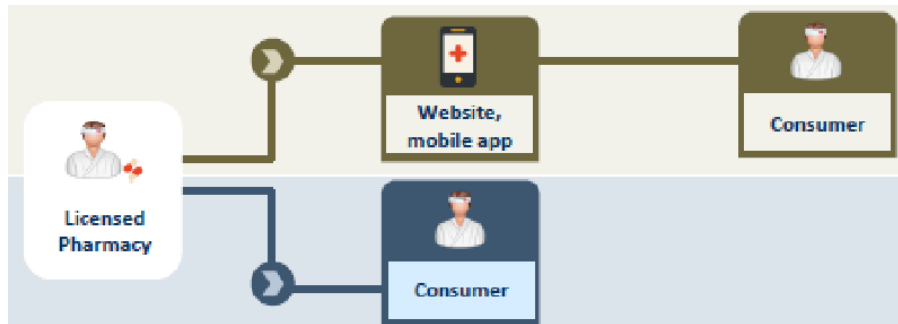 Website,
mobile app
Consumer
Licensed
Pharmacy
Consumer